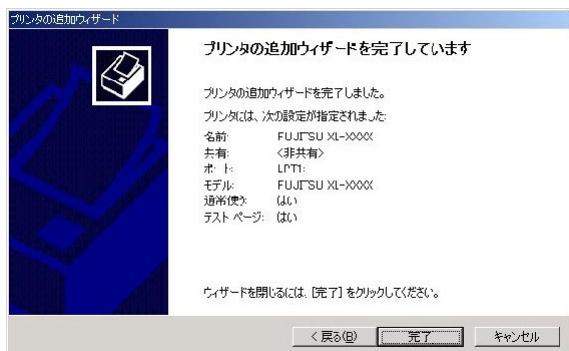 プリンタの追加ウィザード
プリンタの追加ウィザードを完了しています
プリンタの追加ウィザードを完了しました。
プリンタには、次の設定が指定されました:
名前: FUJITSU XL-XXXX
共有: <非共有>
ポート: LPT1:
モデル: FUJITSU XL-XXXX
通常使う: はい
テスト ページ: はい
ウィザードを閉じるには、[完了] をクリックしてください。
< 戻る(B) 完了 キャンセル